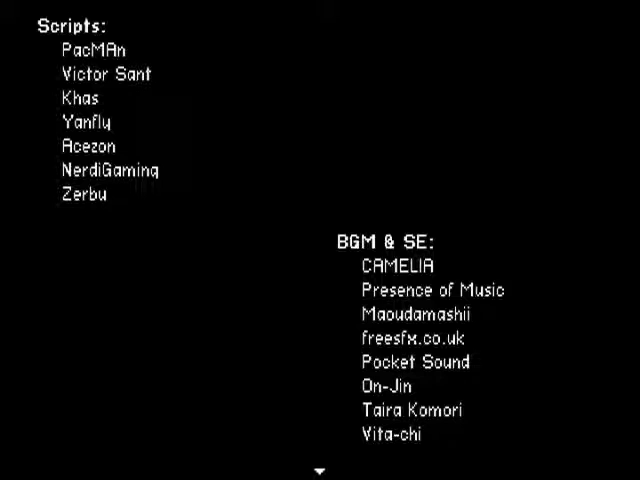 Scripts:
PacMAn
Victor Sant
Khas
Yanfly
Acezon
NerdiGaming
Zerbu
BGM & SE:
CAMELIA
Presence of Music
Maoudamashii
freesfx.co.uk
Pocket Sound
On-Jin
Taira Komori
Vita-chi